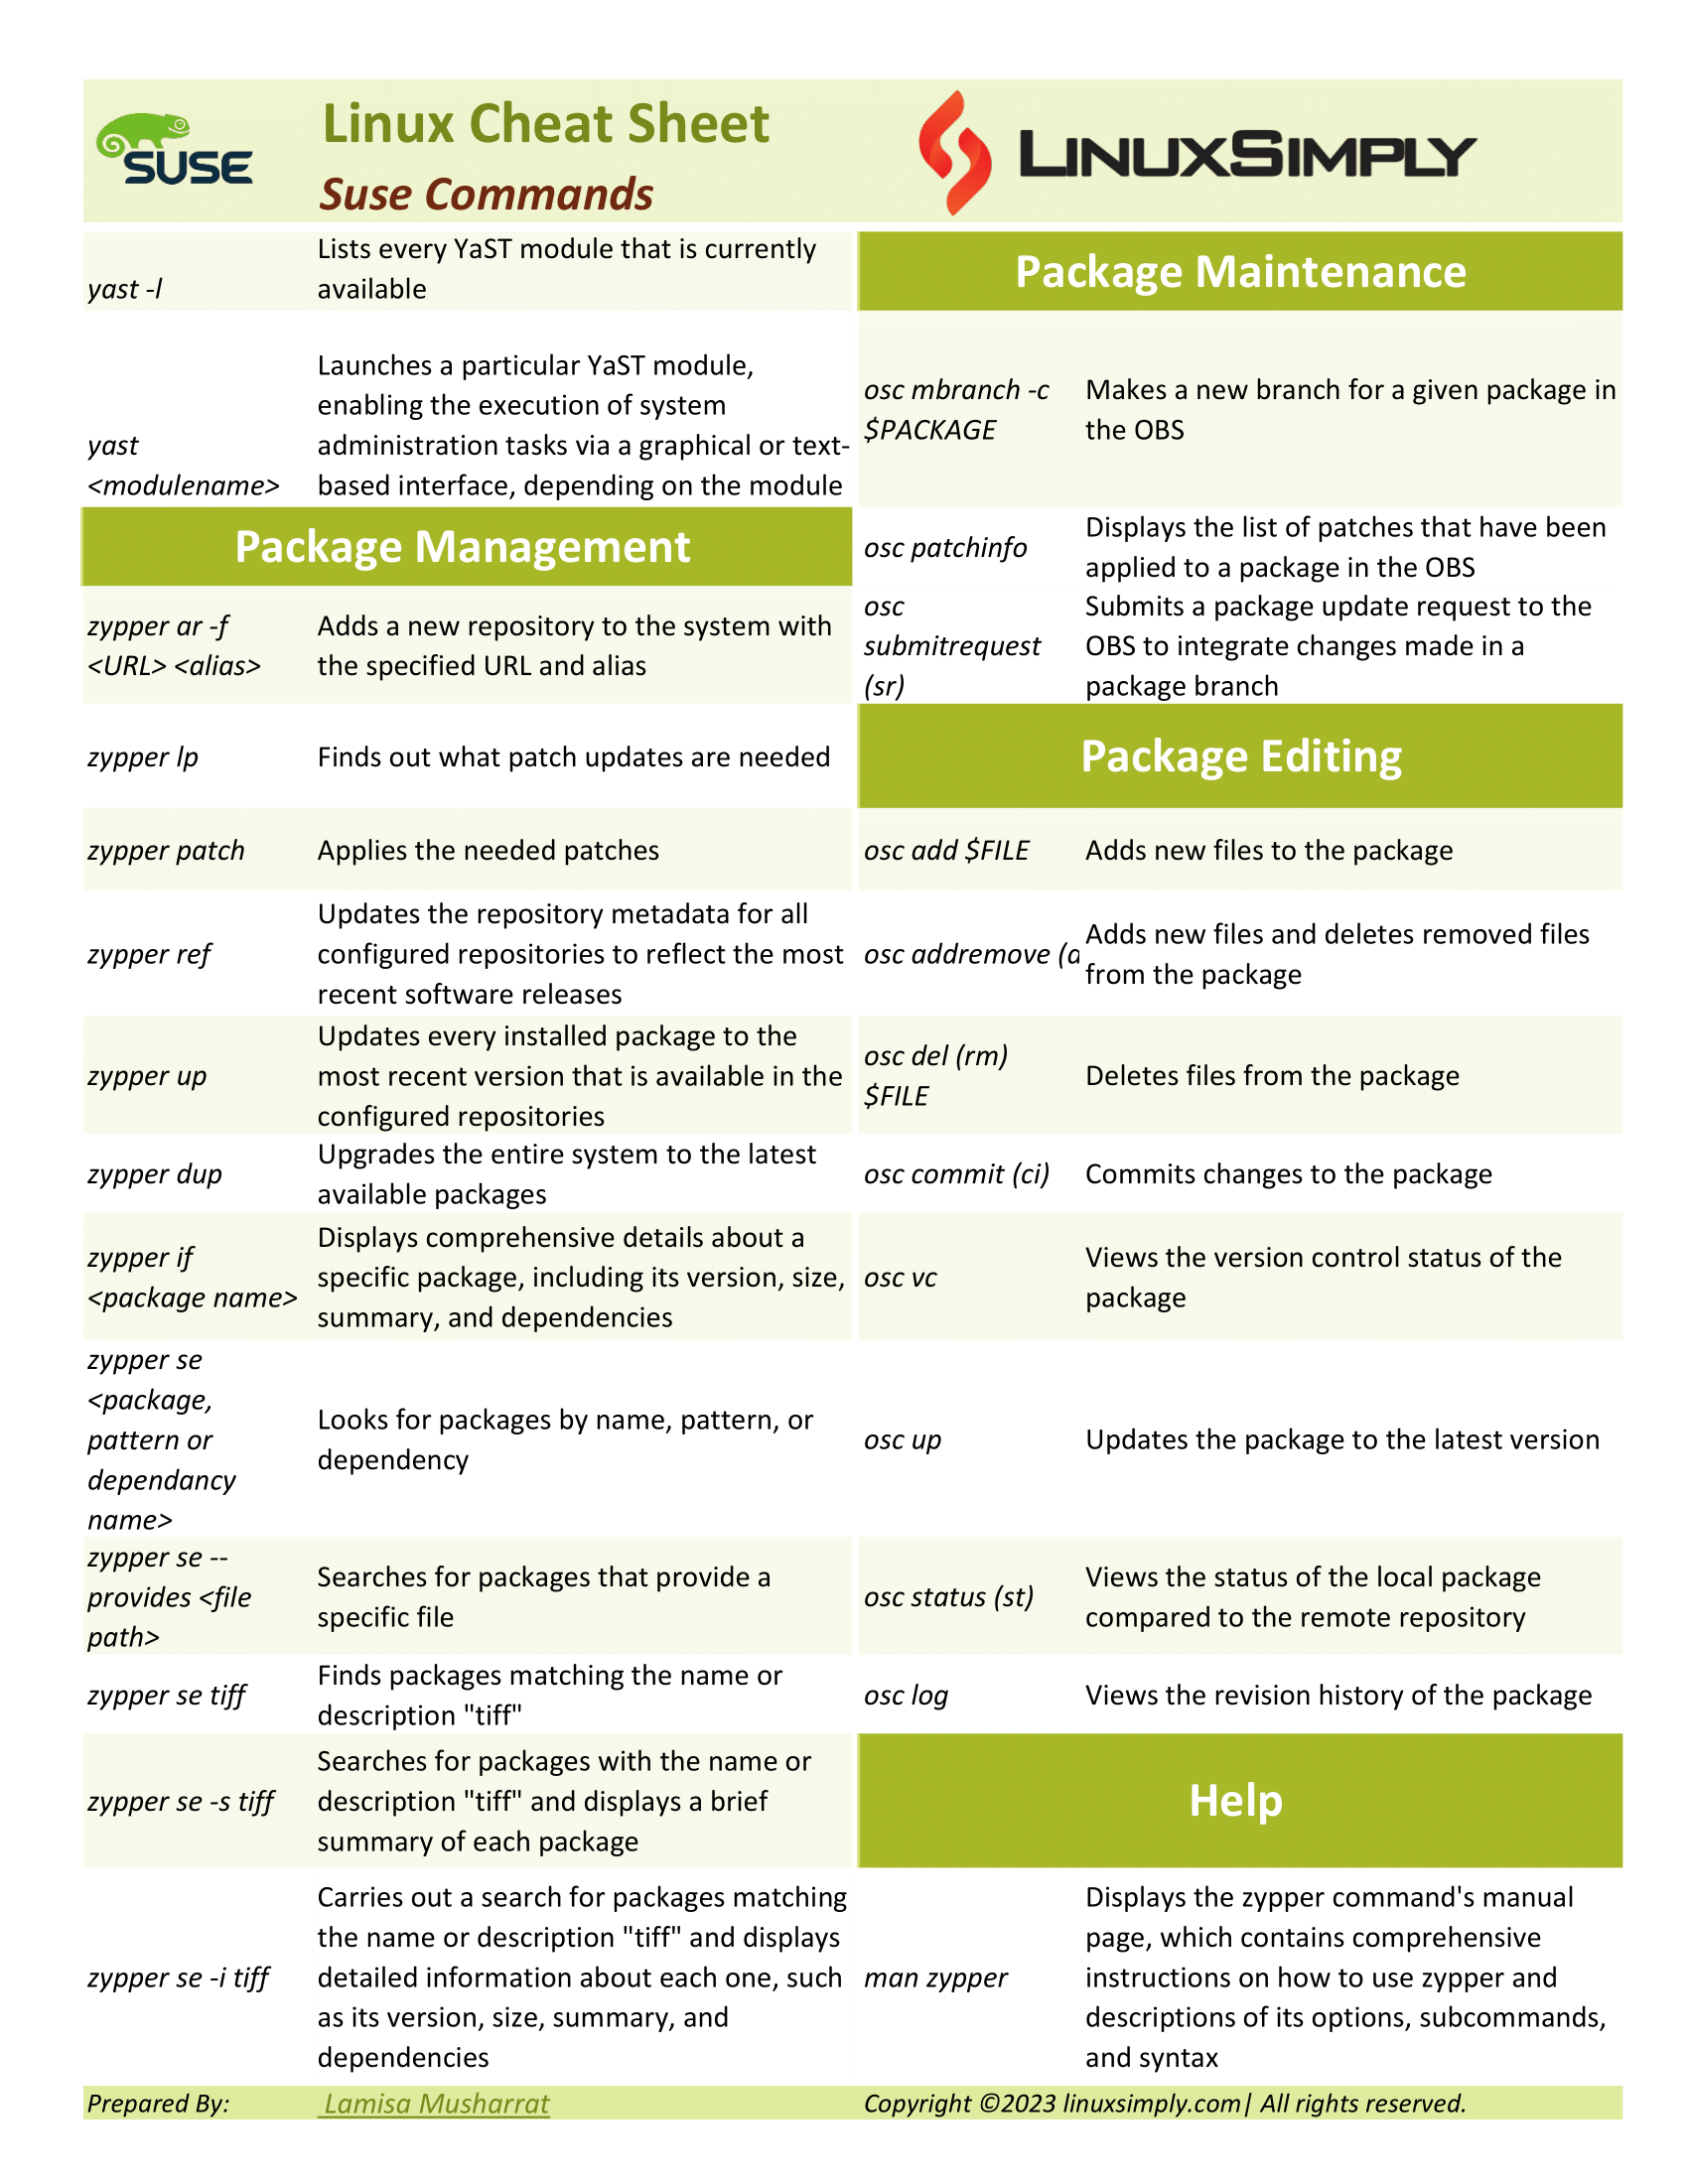 SUSE
Linux Cheat Sheet
Suse Commands
LINUXSIMPLY
yast -l
Lists every YaST module that is currently
available
yast
<modulename>
Launches a particular YaST module,
enabling the execution of system
administration tasks via a graphical or text-
based interface, depending on the module
Package Management
zypper ar -f
<URL> <alias>
Adds a new repository to the system with
the specified URL and alias
zypper lp
Finds out what patch updates are needed
zypper patch
Applies the needed patches
zypper ref
Updates the repository metadata for all
configured repositories to reflect the most
recent software releases
zypper up
Updates every installed package to the
most recent version that is available in the
configured repositories
zypper dup
Upgrades the entire system to the latest
available packages
zypper if
<package name>
Displays comprehensive details about a
specific package, including its version, size,
summary, and dependencies
zypper se
<package,
pattern or
dependancy
name>
Looks for packages by name, pattern, or
dependency
zypper se --
provides <file
path>
Searches for packages that provide a
specific file
zypper se tiff
Finds packages matching the name or
description "tiff"
zypper se -s tiff
Searches for packages with the name or
description "tiff" and displays a brief
summary of each package
zypper se -i tiff
Carries out a search for packages matching
the name or description "tiff" and displays
detailed information about each one, such
as its version, size, summary, and
dependencies
Package Maintenance
osc mbranch -c
$PACKAGE
Makes a new branch for a given package in
the OBS
osc patchinfo
Displays the list of patches that have been
applied to a package in the OBS
osc
submitrequest
(sr)
Submits a package update request to the
OBS to integrate changes made in a
package branch
Package Editing
osc add $FILE
Adds new files to the package
osc addremove (
Adds new files and deletes removed files
from the package
osc del (rm)
$FILE
Deletes files from the package
osc commit (ci)
Commits changes to the package
osc vc
Views the version control status of the
package
osc up
Updates the package to the latest version
osc status (st)
Views the status of the local package
compared to the remote repository
osc log
Views the revision history of the package
Help
man zypper
Displays the zypper command's manual
page, which contains comprehensive
instructions on how to use zypper and
descriptions of its options, subcommands,
and syntax
Prepared By:
Lamisa Musharrat
Copyright ©2023 linuxsimply.com| All rights reserved.